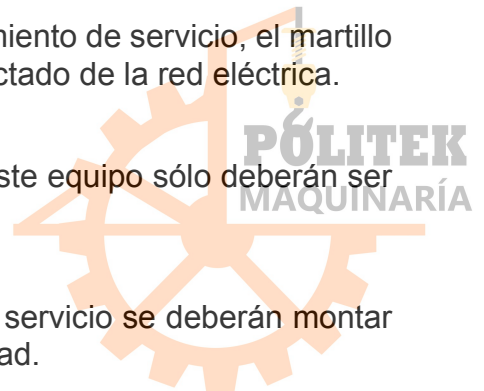 miento de servicio, el martillo
ctado de la red eléctrica.
PÓLITEK
ste equipo sólo deberán ser
MAQUINARÍA
servicio se deberán montar
ad.